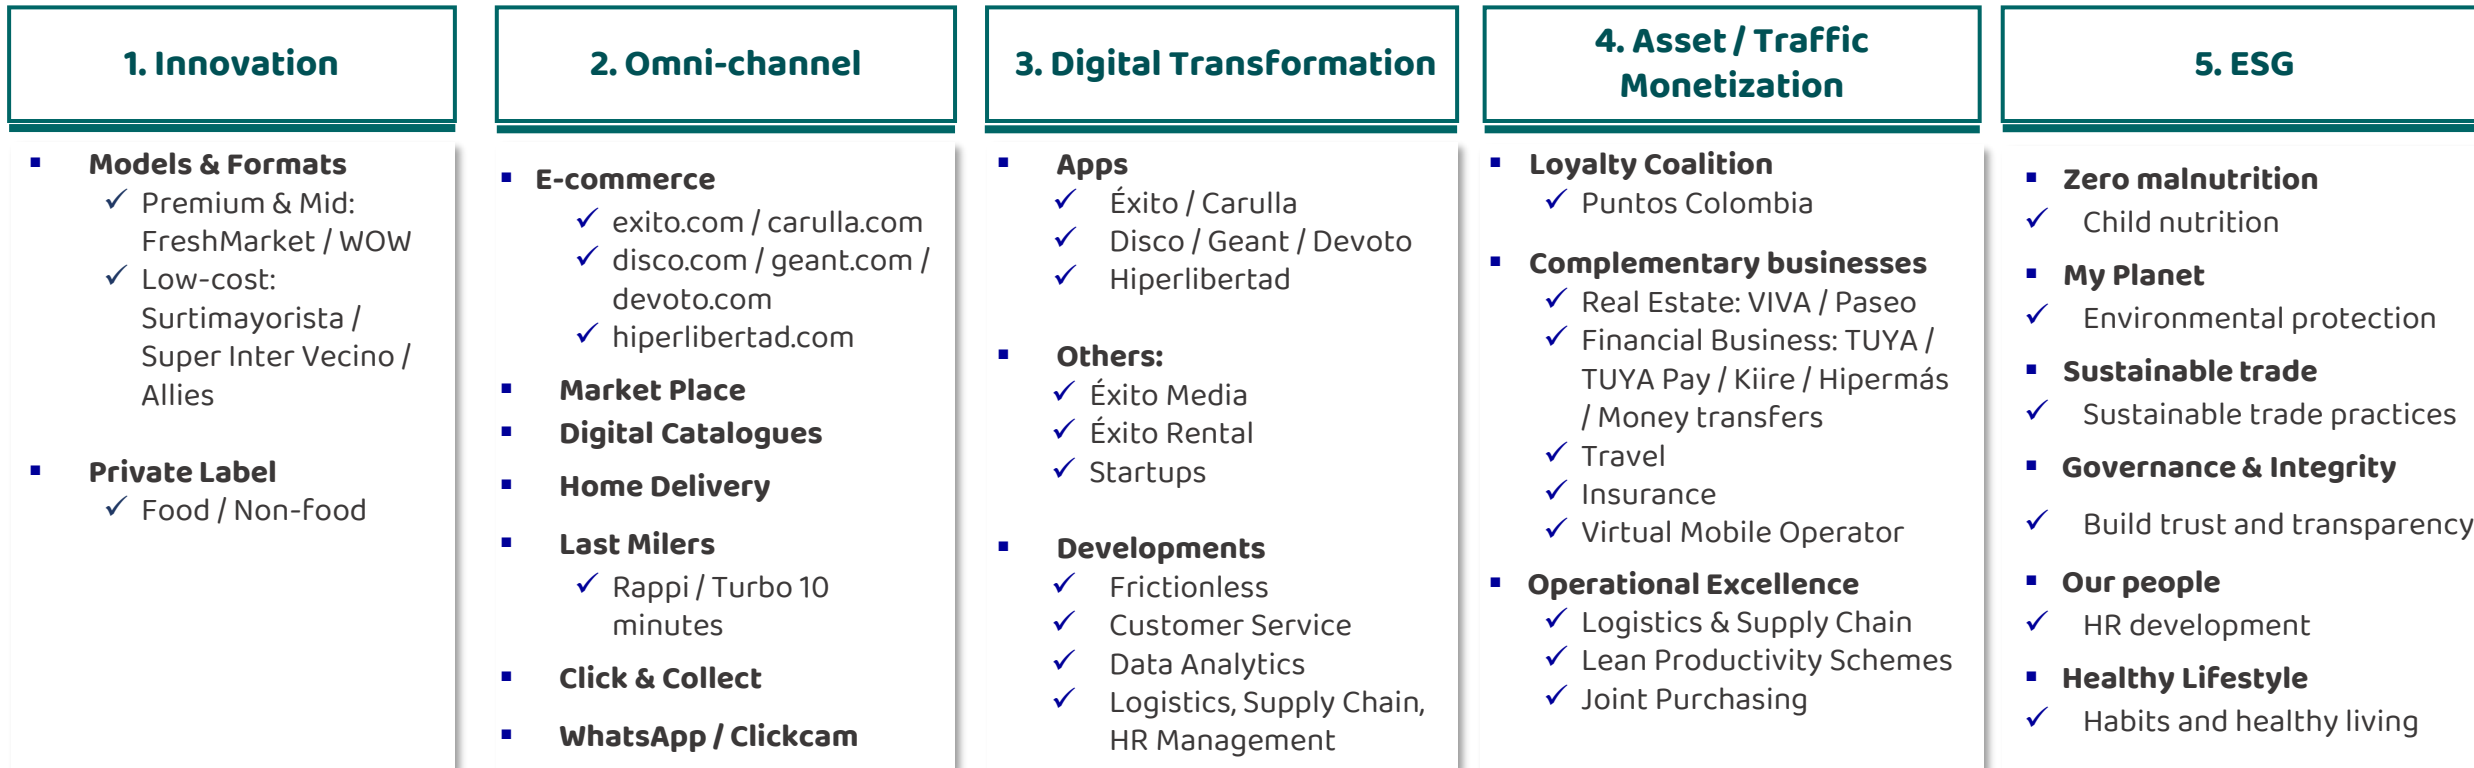 1. Innovation
Models & Formats
Premium & Mid:
FreshMarket / WOW
Low-cost:
Surtimayorista /
Super Inter Vecino /
Allies
Private Label
Food / Non-food
2. Omni-channel
E-commerce
exito.com / carulla.com
disco.com / geant.com /
devoto.com
hiperlibertad.com
Market Place
Digital Catalogues
Home Delivery
Last Milers
Rappi / Turbo 10
minutes
Click & Collect
WhatsApp / Clickcam
3. Digital Transformation
Apps
Éxito / Carulla
Disco / Geant / Devoto
Hiperlibertad
Others:
Éxito Media
Éxito Rental
Startups
Developments
Frictionless
Customer Service
Data Analytics
Logistics, Supply Chain,
HR Management
4. Asset / Traffic
Monetization
Loyalty Coalition
Puntos Colombia
Complementary businesses
Real Estate: VIVA / Paseo
Financial Business: TUYA /
TUYA Pay / Kiire / Hipermás
/ Money transfers
Travel
Insurance
Virtual Mobile Operator
Operational Excellence
Logistics & Supply Chain
Lean Productivity Schemes
Joint Purchasing
5. ESG
Zero malnutrition
Child nutrition
My Planet
Environmental protection
Sustainable trade
Sustainable trade practices
Governance & Integrity
Build trust and transparency
Our people
HR development
Healthy Lifestyle
Habits and healthy living